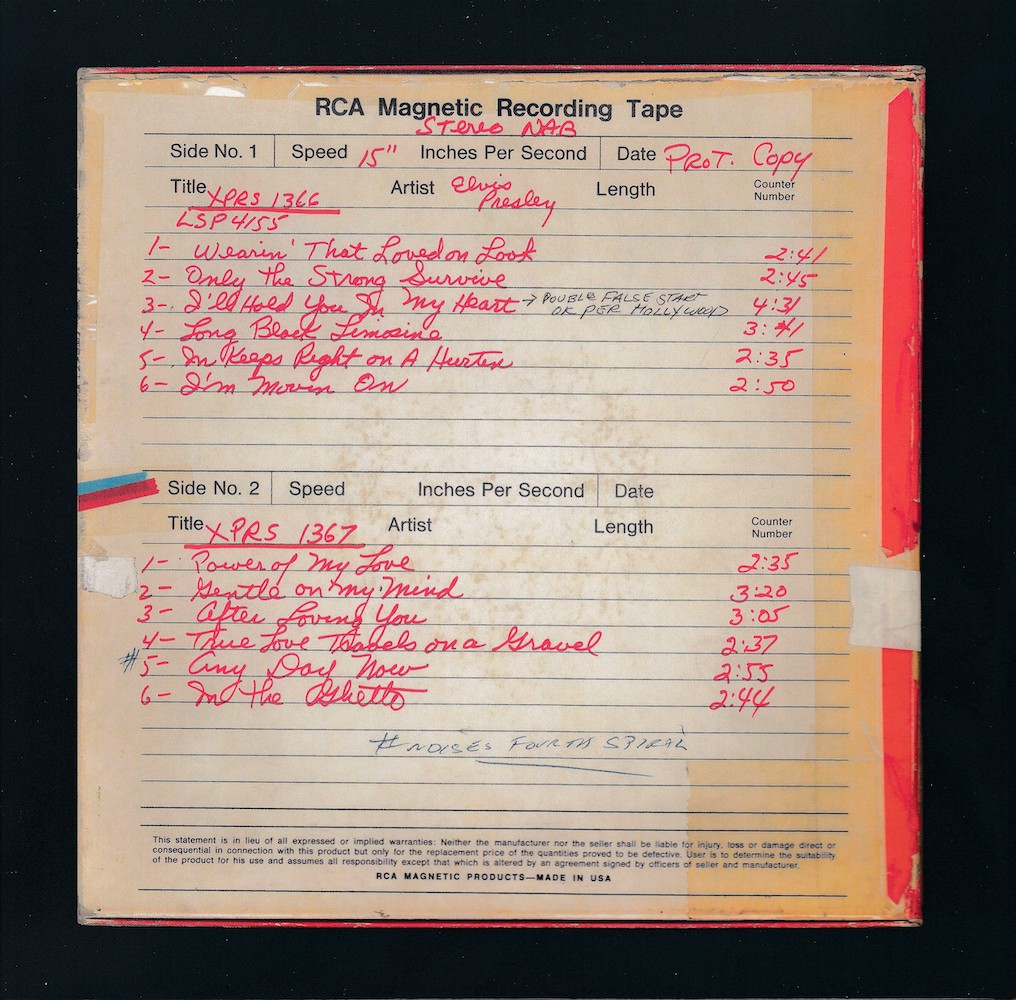 RCA Magnetic Recording Tape
Stereo NAB
Side No. 1 Speed 15" Inches Per Second Date PROT. Copy
Title XPRS 1366 Artist Elvis Presley Length Counter Number
LSP 4155
1- Wearin' That Loved on Look 2:41
2- Only the Strong Survive 2:45
3- I'll Hold You In My Heart → DOUBLE FALSE START OK PER HOLLYWOOD 4:31
4- Long Black Limosine 3:41
5- In Keeps Right on A Hurten 2:35
6- I'm Movin On 2:50
Side No. 2 Speed Inches Per Second Date
Title XPRS 1367 Artist Length Counter Number
1- Power of My Love 2:35
2- Gentle on my Mind 3:20
3- After Loving You 3:05
4- True Love Travels on a Gravel 2:37
# 5- Any Day Now 2:55
6- In the Ghetto 2:44
# NOISES FOURTH SPIRAL
This statement is in lieu of all expressed or implied warranties: Neither the manufacturer nor the seller shall be liable for injury, loss or damage direct or
consequential in connection with this product but only for the replacement price of the quantities proved to be defective. User is to determine the suitability
of the product for his use and assumes all responsibility except that which is altered by an agreement signed by officers of seller and manufacturer.
RCA MAGNETIC PRODUCTS—MADE IN USA